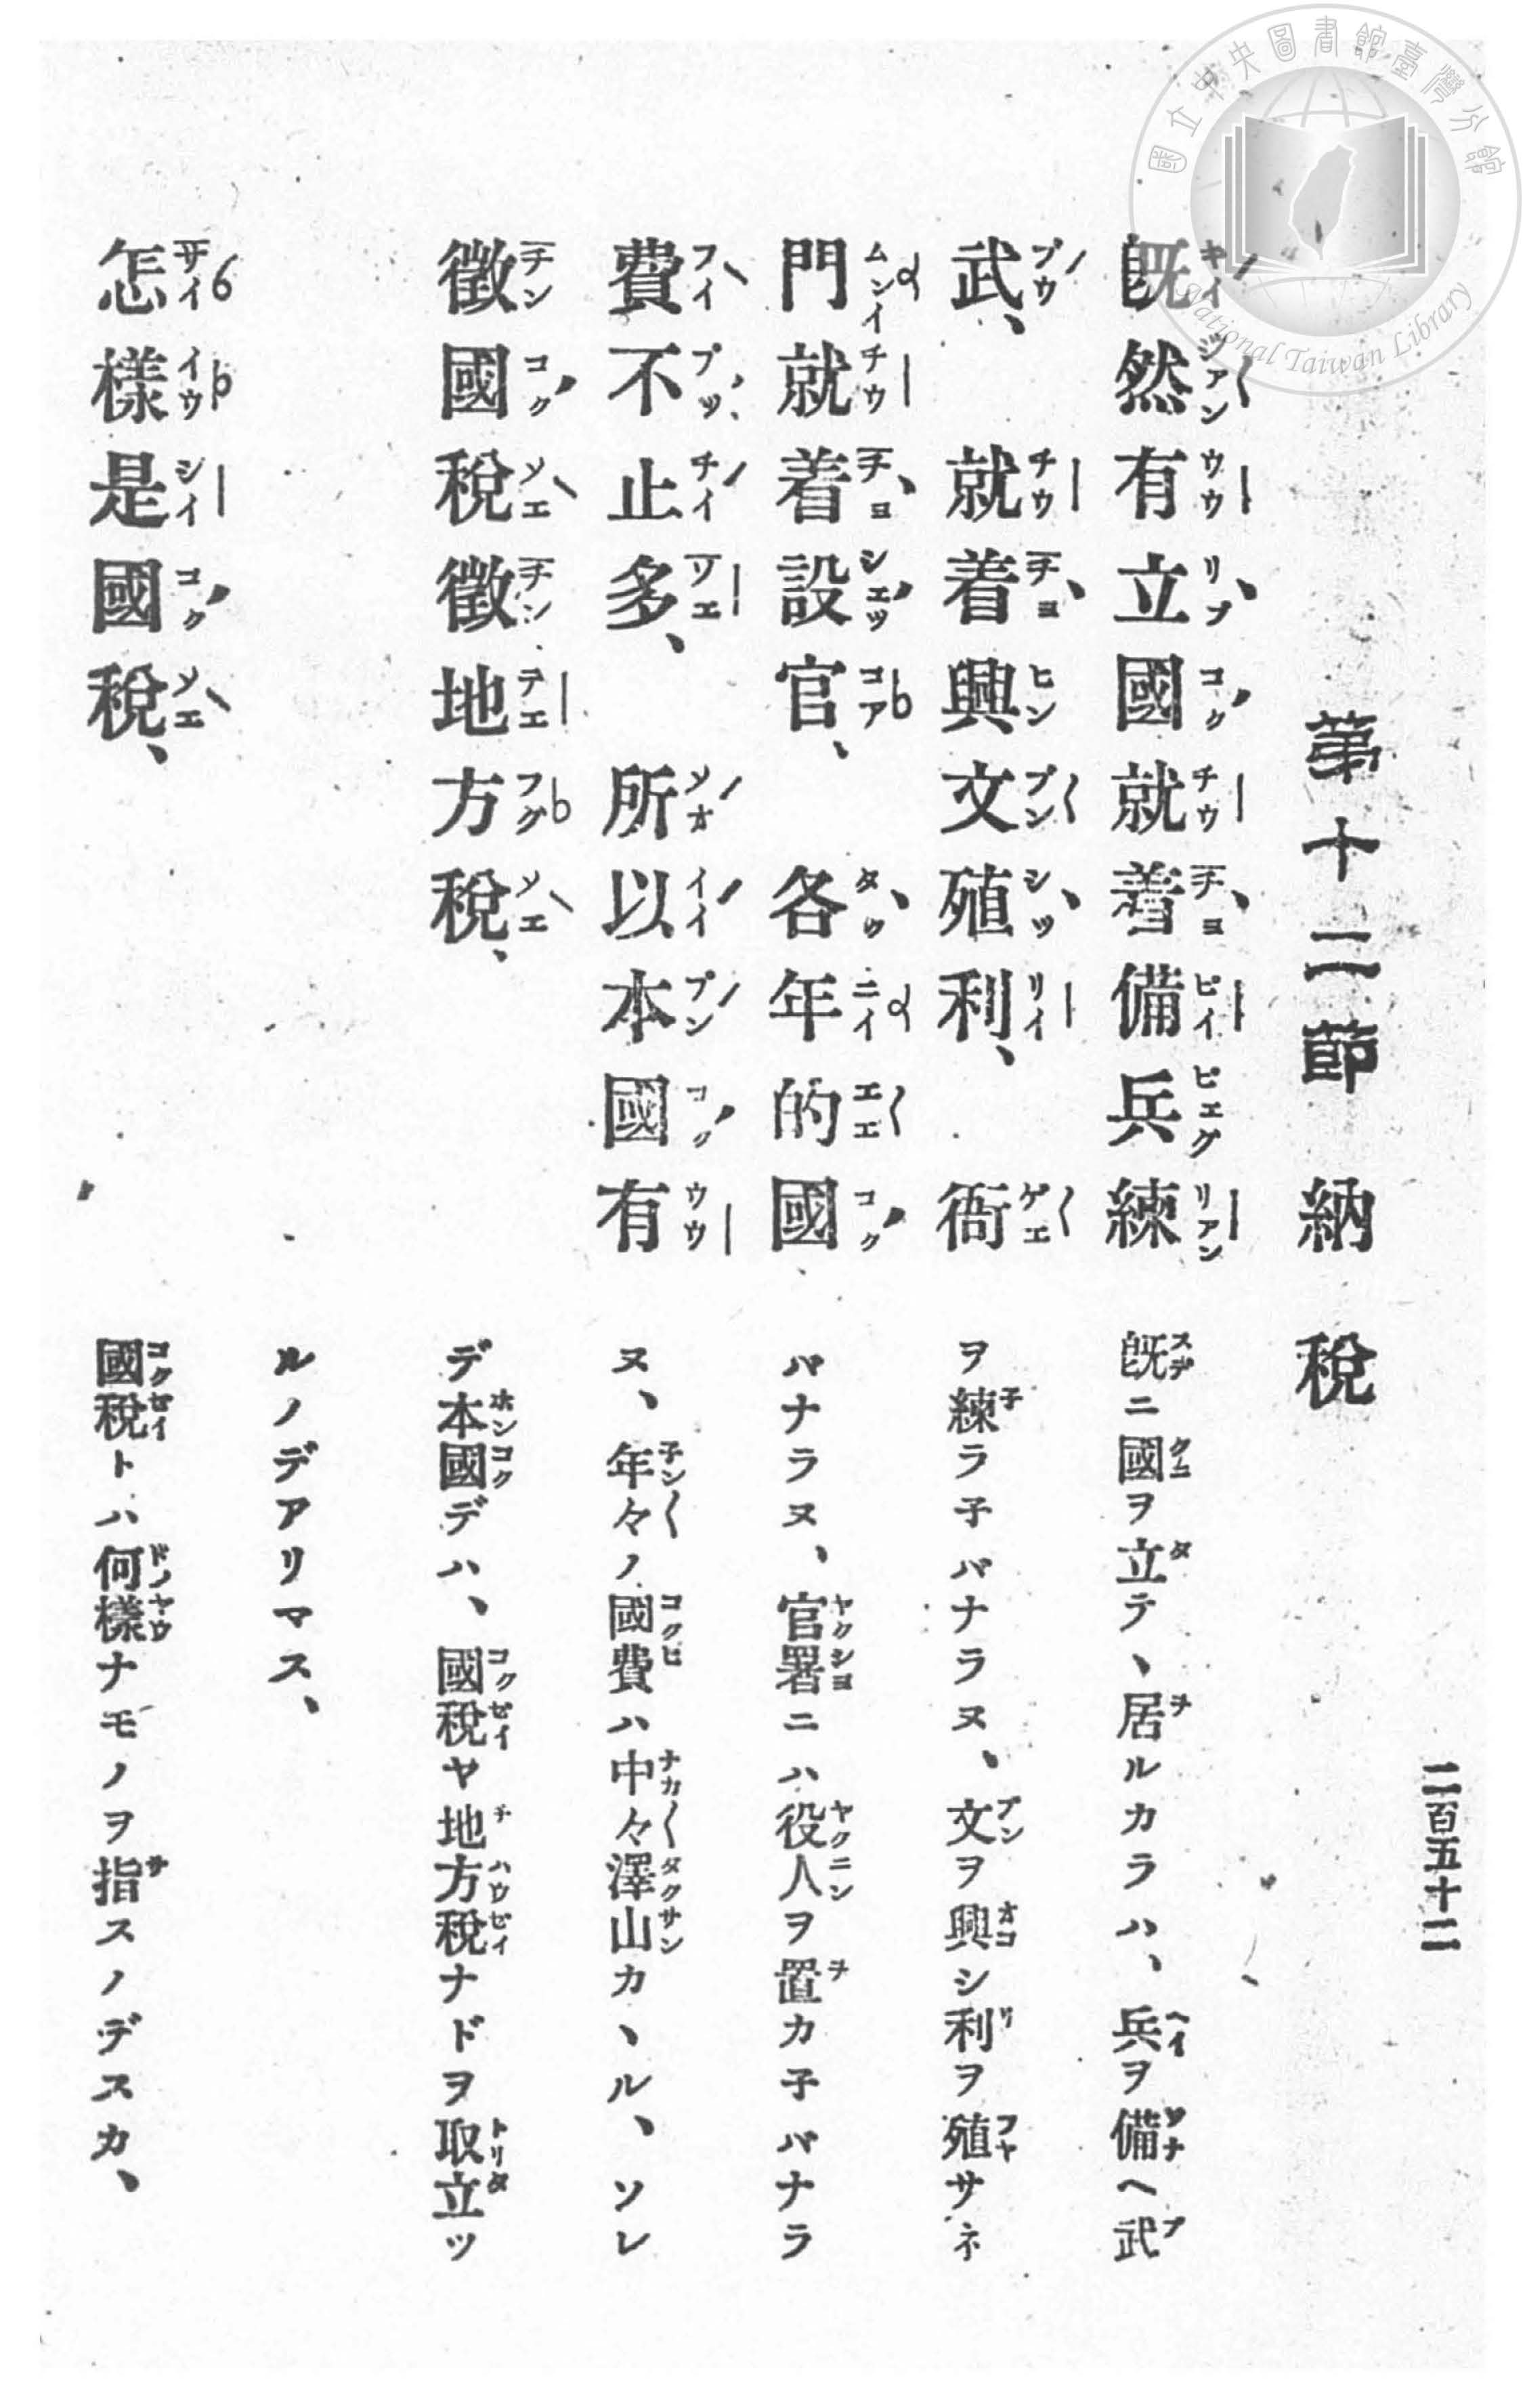 二百五十二
第十二節 納税
既然有立國就着備兵練
武、就着興文殖利、衙
門就着設官、各年的國
費不止多、所以本國有
徵國稅徵地方稅、
怎樣是國稅、
既ニ國ヲ立テヽ居ルカラハ、兵ヲ備ヘ武
ヲ練ラ子バナラヌ、文ヲ興シ利ヲ殖サネ
バナラヌ、官署ニハ役人ヲ置カ子バナラ
ヌ、年々ノ國費ハ中々澤山カヽル、ソレ
デ本國デハ、國稅ヤ地方稅ナドヲ取立ツ
ルノデアリマス、
國稅トハ何樣ナモノヲ指スノデスカ、
國立中央圖書館臺灣分館
National Taiwan Library